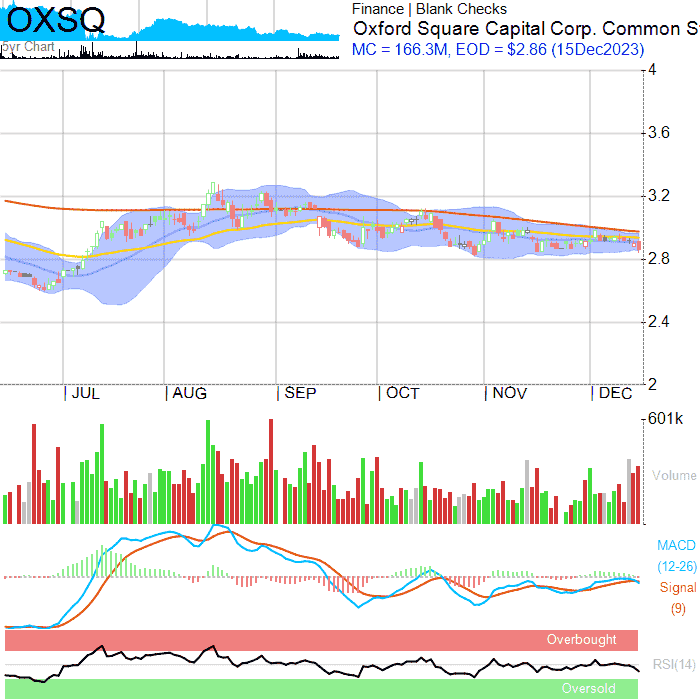 OXSQ
5yr Chart
Finance | Blank Checks
Oxford Square Capital Corp. Common S
MC = 166.3M, EOD = $2.86 (15Dec2023)
4
3.6
3.2
2.8
2.4
2
| JUL | AUG | SEP | OCT | NOV | DEC
601k
Volume
MACD
(12-26)
Signal
(9)
Overbought
RSI(14)
Oversold